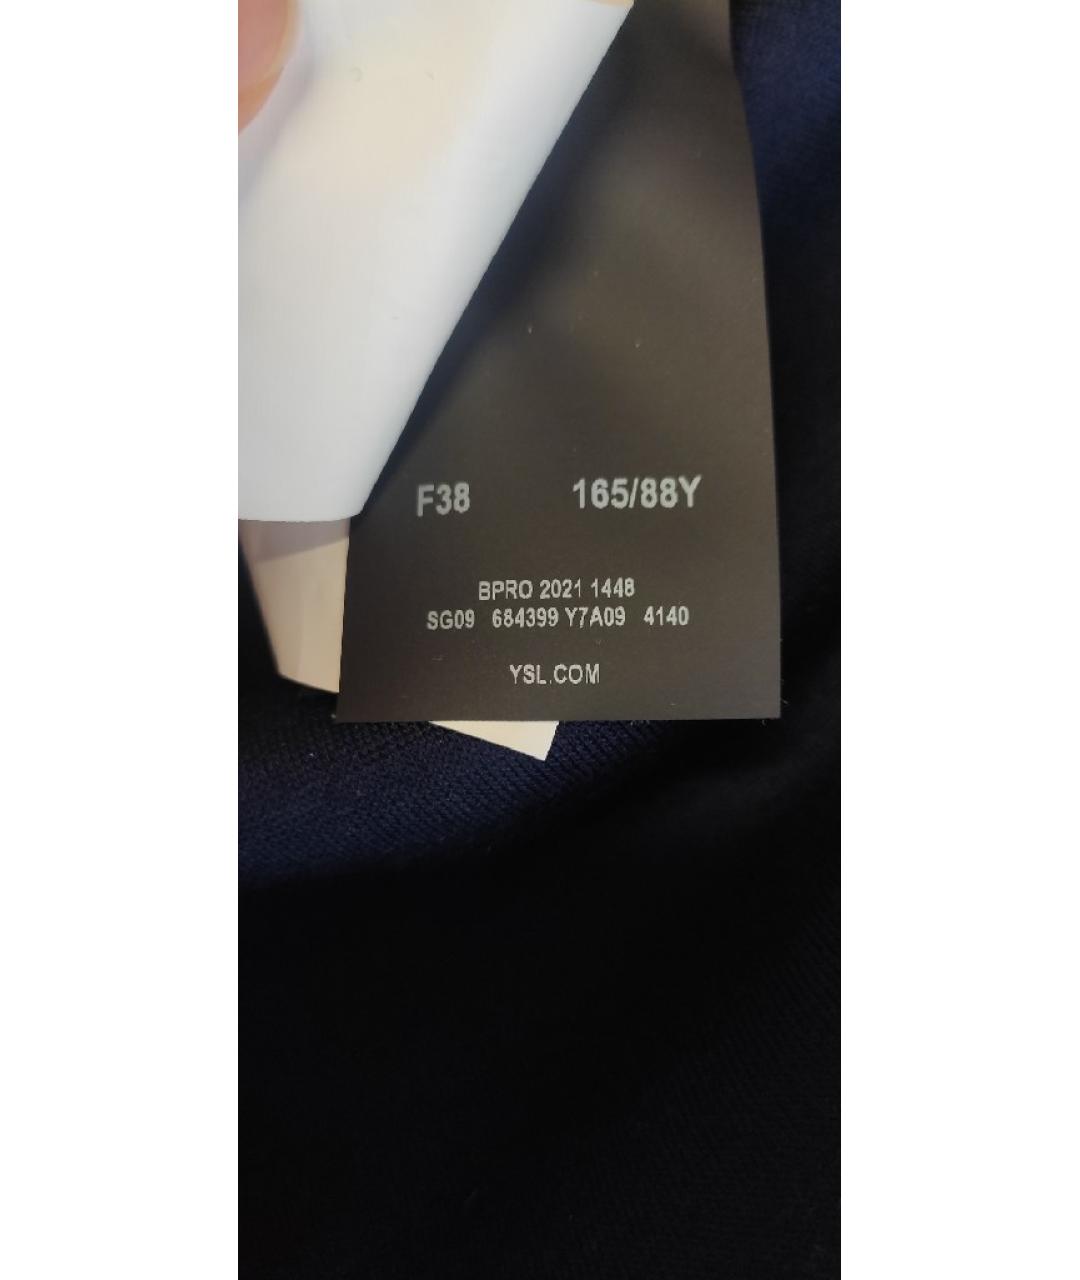 F38 165/88Y
BPRO 2021 1448
SG09 684399 Y7A09 4140
YSL.COM